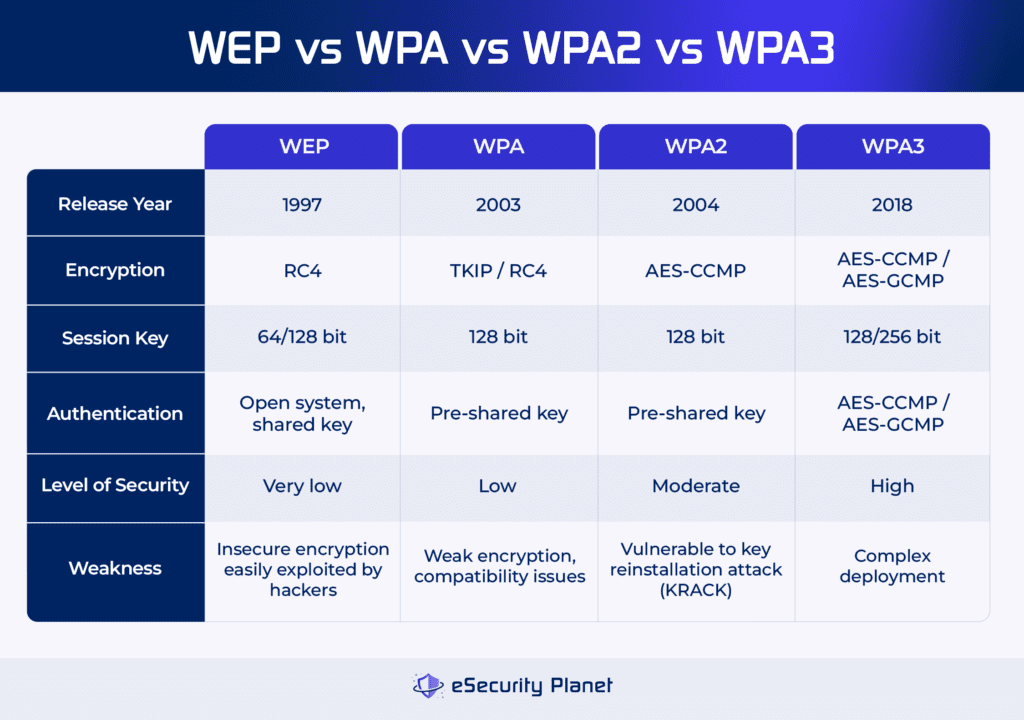 WEP vs WPA vs WPA2 vs WPA3
WEP WPA WPA2 WPA3
Release Year 1997 2003 2004 2018
Encryption RC4 TKIP / RC4 AES-CCMP AES-CCMP /
AES-GCMP
Session Key 64/128 bit 128 bit 128 bit 128/256 bit
Authentication Open system,
shared key Pre-shared key Pre-shared key AES-CCMP /
AES-GCMP
Level of Security Very low Low Moderate High
Weakness Insecure encryption
easily exploited by
hackers Weak encryption,
compatibility issues Vulnerable to key
reinstallation attack
(KRACK) Complex
deployment
eSecurity Planet